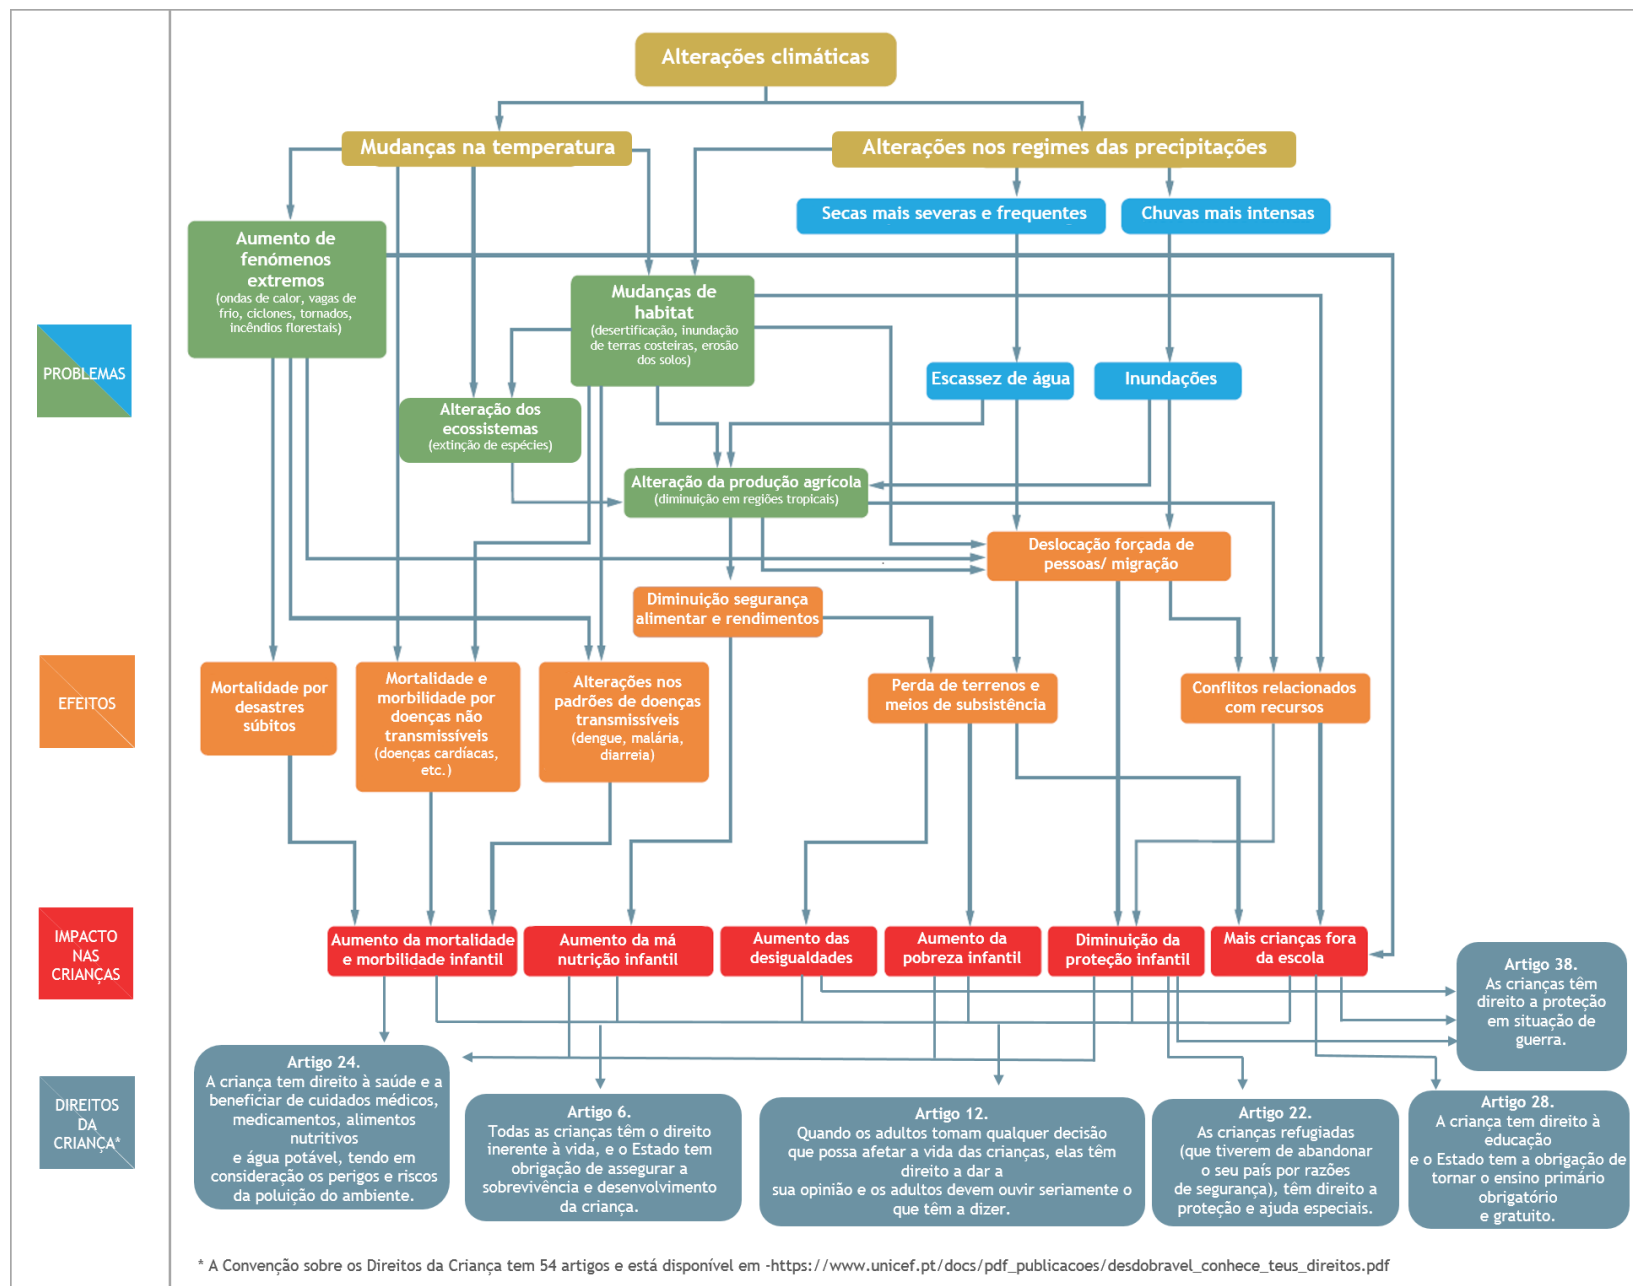 Alterações climáticas
Mudanças na temperatura
Alterações nos regimes das precipitações
Secas mais severas e frequentes
Chuvas mais intensas
Aumento de
fenómenos
extremos
(ondas de calor, vagas de
frio, ciclones, tornados,
incêndios florestais)
Mudanças de
habitat
(desertificação, inundação
de terras costeiras, erosão
dos solos)
PROBLEMAS
Escassez de água
Inundações
Alteração dos
ecossistemas
(extinção de espécies)
Alteração da produção agrícola
(diminuição em regiões tropicais)
Deslocação forçada de
pessoas/ migração
Diminuição segurança
alimentar e rendimentos
EFEITOS
Mortalidade por
desastres
súbitos
Mortalidade e
morbilidade por
doenças não
transmissíveis
(doenças cardíacas,
etc.)
Alterações nos
padrões de doenças
transmissíveis
(dengue, malária,
diarreia)
Perda de terrenos e
meios de subsistência
Conflitos relacionados
com recursos
IMPACTO
NAS
CRIANÇAS
Aumento da mortalidade
e morbilidade infantil
Aumento da má
nutrição infantil
Aumento das
desigualdades
Aumento da
pobreza infantil
Diminuição da
proteção infantil
Mais crianças fora
da escola
Artigo 38.
As crianças têm
direito a proteção
em situação de
guerra.
DIREITOS
DA
CRIANÇA*
Artigo 24.
A criança tem direito à saúde e a
beneficiar de cuidados médicos,
medicamentos, alimentos
nutritivos
e água potável, tendo em
consideração os perigos e riscos
da poluição do ambiente.
Artigo 6.
Todas as crianças têm o direito
inerente à vida, e o Estado tem
obrigação de assegurar a
sobrevivência e desenvolvimento
da criança.
Artigo 12.
Quando os adultos tomam qualquer decisão
que possa afetar a vida das crianças, elas têm
direito a dar a
sua opinião e os adultos devem ouvir seriamente o
que têm a dizer.
Artigo 22.
As crianças refugiadas
(que tiverem de abandonar
o seu país por razões
de segurança), têm direito a
proteção e ajuda especiais.
Artigo 28.
A criança tem direito à
educação
e o Estado tem a obrigação de
tornar o ensino primário
obrigatório
e gratuito.
* A Convenção sobre os Direitos da Criança tem 54 artigos e está disponível em -https://www.unicef.pt/docs/pdf_publicacoes/desdobravel_conhece_teus_direitos.pdf